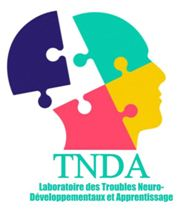 TNDA
Laboratoire des Troubles Neuro-
Développementaux et Apprentissage